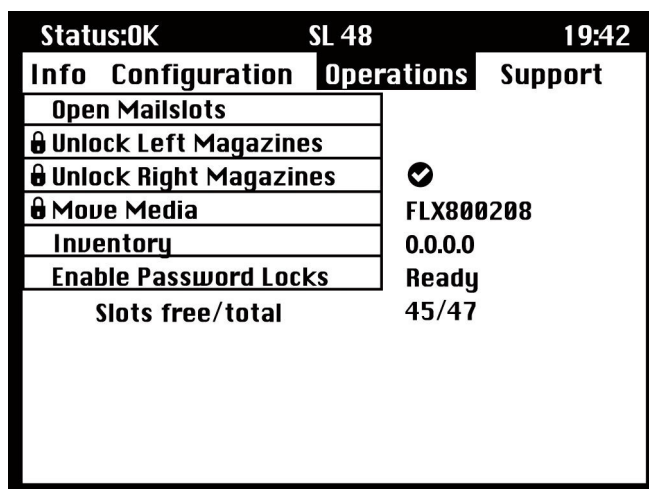 Status:OK SL 48 19:42
Info Configuration Operations Support
Open Mailslots
Unlock Left Magazines
Unlock Right Magazines
Move Media FLX800208
Inventory 0.0.0.0
Enable Password Locks Ready
Slots free/total 45/47